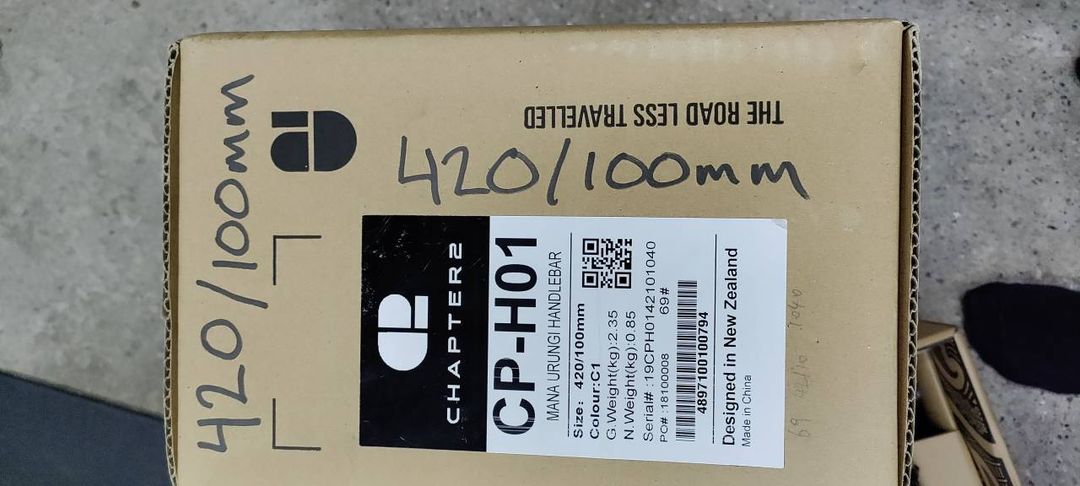 420/100mm
THE ROAD LESS TRAVELLED
420/100mm
CHAPTER2
CP-H01
MANA URUNGI HANDLEBAR
Size: 420/100mm
Colour:C1
G.Weight(kg):2.35
N.Weight(kg):0.85
Serial# :19CPH0142101040
PO# :18100008 69#
4897100100794
Designed in New Zealand
Made in China